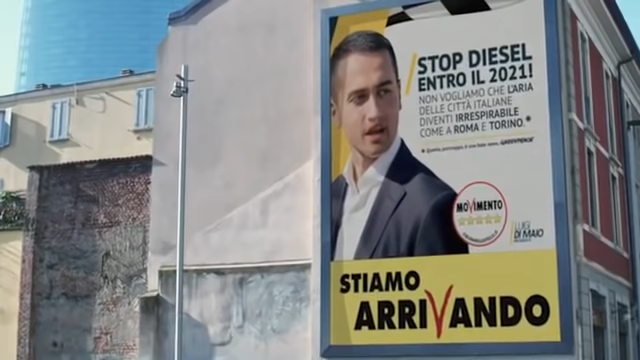 STOP DIESEL
ENTRO IL 2021!
NON VOGLIAMO CHE L'ARIA
DELLE CITTÀ ITALIANE
DIVENTI IRRESPIRABILE
COME A ROMA E TORINO.*
MOVIMENTO
LUIGI
DI MAIO
STIAMO
ARRIVANDO